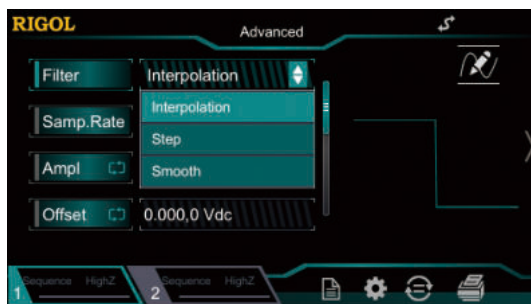 RIGOL
Advanced
Filter
Interpolation
Interpolation
Samp.Rate
Step
Ampl
Smooth
Offset
0.000,0 Vdc
1
Sequence HighZ
2
Sequence HighZ